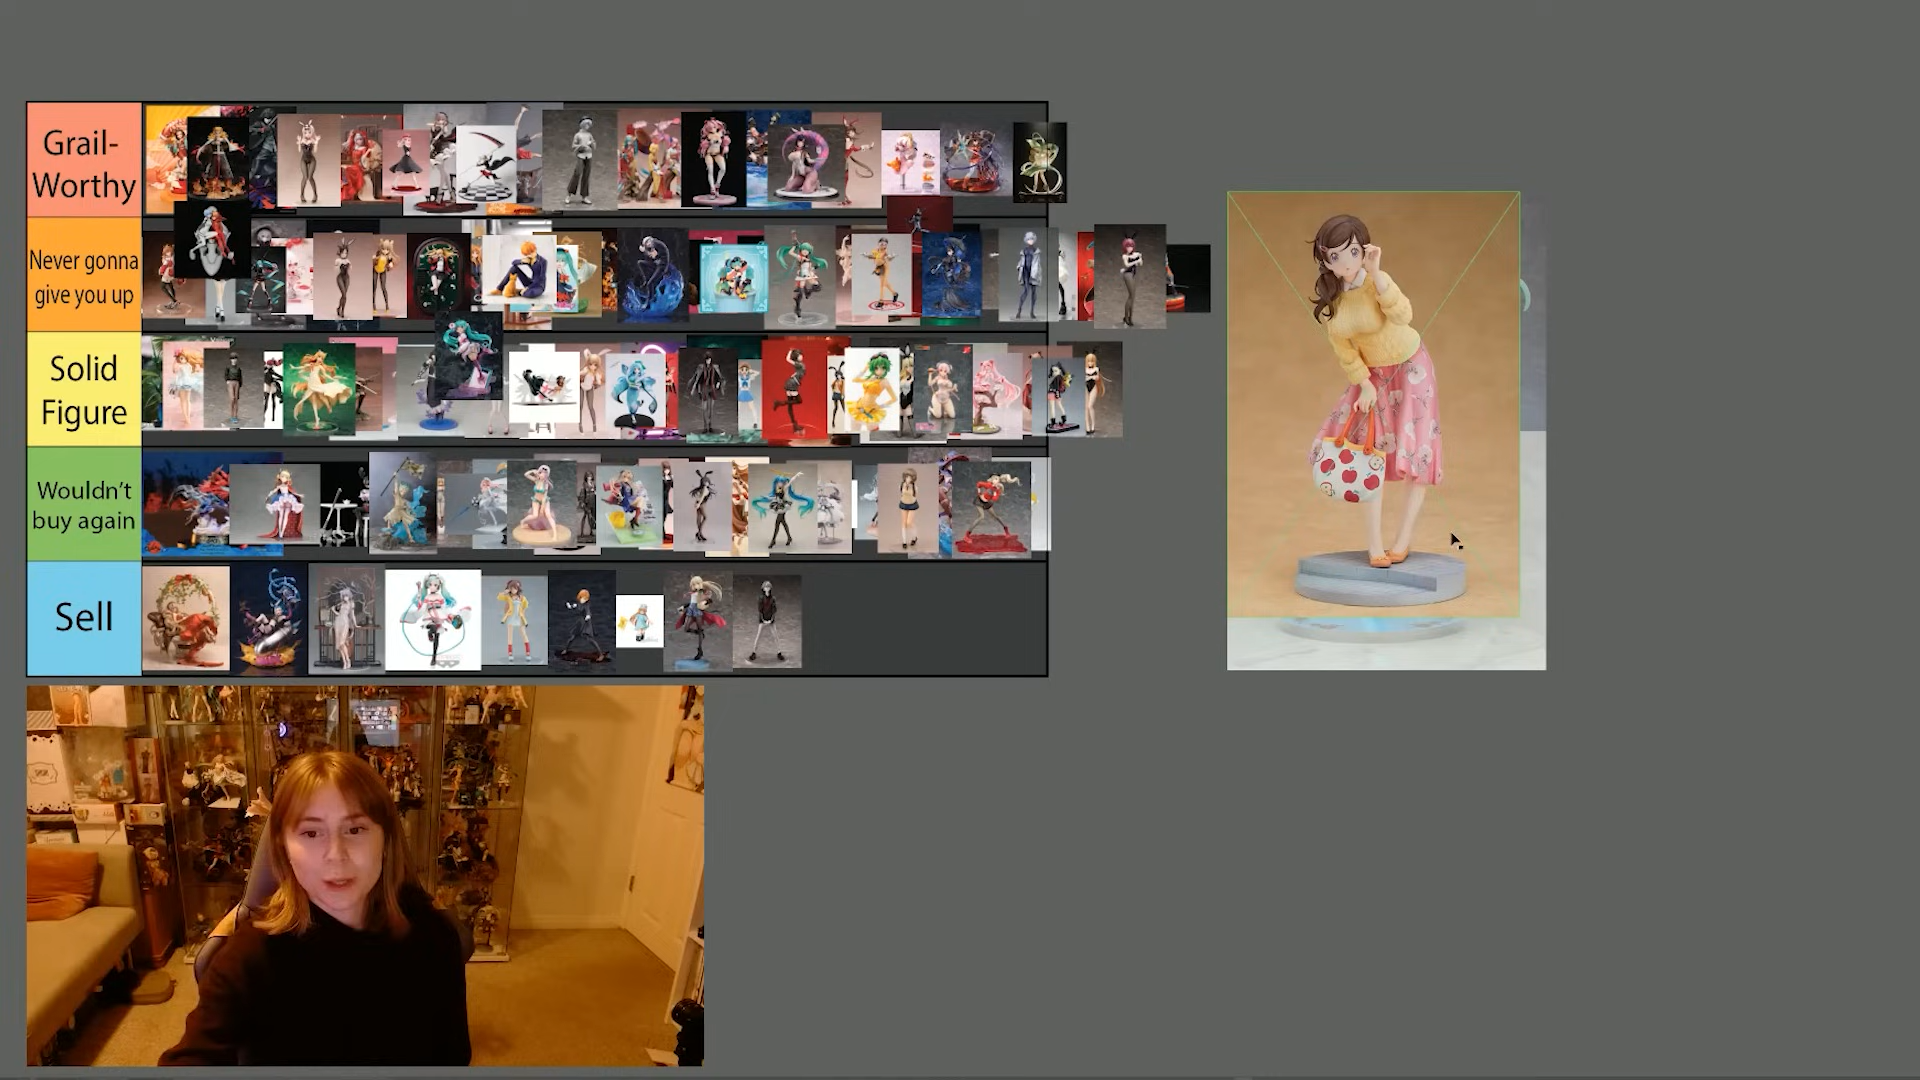 Grail-
Worthy
Never gonna
give you up
Solid
Figure
Wouldn't
buy again
Sell